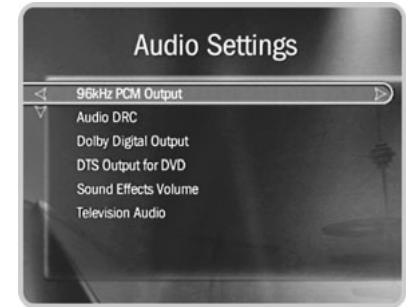 Audio Settings
96kHz PCM Output
Audio DRC
Dolby Digital Output
DTS Output for DVD
Sound Effects Volume
Television Audio